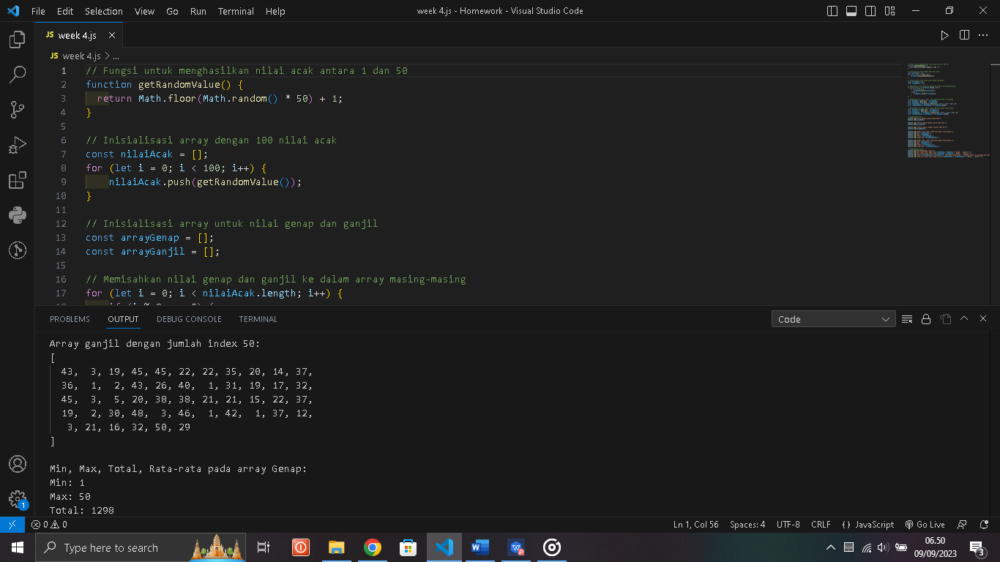 File Edit Selection View Go Run Terminal Help
week 4.js - Homework - Visual Studio Code
JS week 4.js
JS week 4.js > ...
1 // Fungsi untuk menghasilkan nilai acak antara 1 dan 50
2 function getRandomValue() {
3 return Math.floor(Math.random() * 50) + 1;
4 }
5
6 // Inisialisasi array dengan 100 nilai acak
7 const nilaiAcak = [];
8 for (let i = 0; i < 100; i++) {
9 nilaiAcak.push(getRandomValue());
10 }
11
12 // Inisialisasi array untuk nilai genap dan ganjil
13 const arrayGenap = [];
14 const arrayGanjil = [];
15
16 // Memisahkan nilai genap dan ganjil ke dalam array masing-masing
17 for (let i = 0; i < nilaiAcak.length; i++) {
PROBLEMS OUTPUT DEBUG CONSOLE TERMINAL
Code
Array ganjil dengan jumlah index 50:
[
43, 3, 19, 45, 45, 22, 22, 35, 20, 14, 37,
36, 1, 2, 43, 26, 40, 1, 31, 19, 17, 32,
45, 3, 5, 20, 38, 38, 21, 21, 15, 22, 37,
19, 2, 30, 48, 3, 46, 1, 42, 1, 37, 12,
3, 21, 16, 32, 50, 29
]
Min, Max, Total, Rata-rata pada array Genap:
Min: 1
Max: 50
Total: 1298
1
0 0
Ln 1, Col 56 Spaces: 4 UTF-8 CRLF {} JavaScript Go Live
Type here to search
06.50
09/09/2023
3